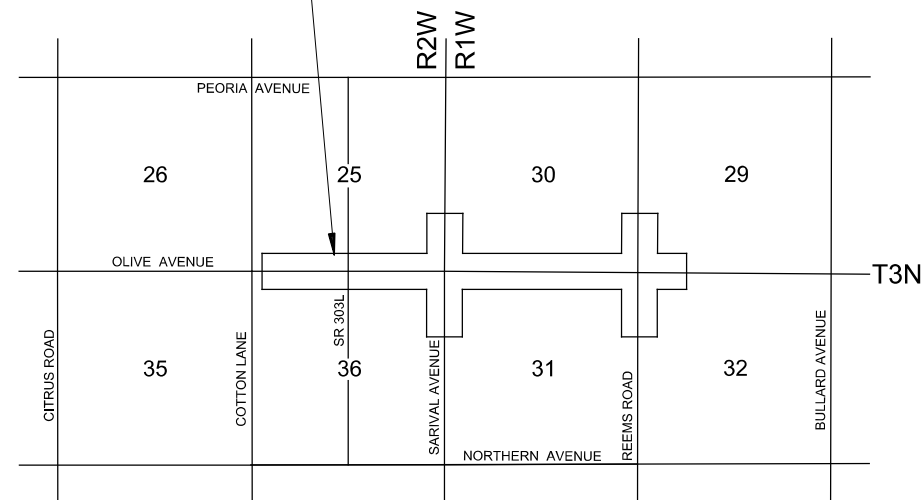 R2W
R1W
PEORIA AVENUE
26
25
30
29
OLIVE AVENUE
T3N
CITRUS ROAD
COTTON LANE
SR 303L
SARIVAL AVENUE
REEMS ROAD
BULLARD AVENUE
35
36
31
32
NORTHERN AVENUE